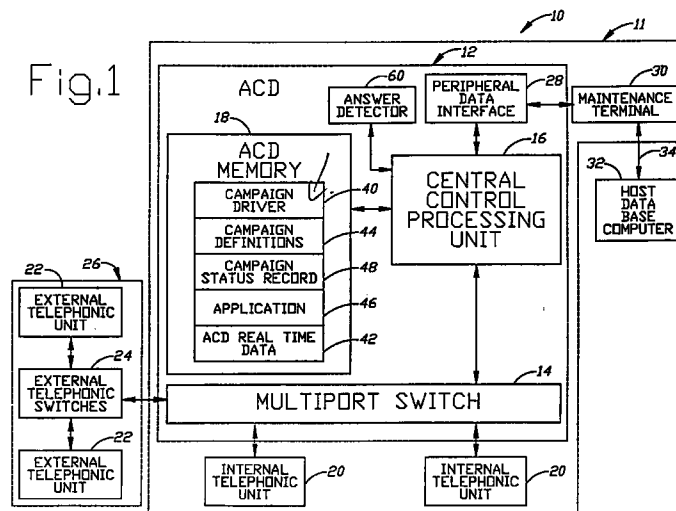 Fig.1
10
11
12
ACD
60
ANSWER
DETECTOR
PERIPHERAL
DATA
INTERFACE
28
30
MAINTENANCE
TERMINAL
18
ACD
MEMORY
16
34
CAMPAIGN
DRIVER
40
CENTRAL
CONTROL
PROCESSING
UNIT
32
HOST
DATA
BASE
COMPUTER
CAMPAIGN
DEFINITIONS
44
CAMPAIGN
STATUS RECORD
48
APPLICATION
46
ACD REAL TIME
DATA
42
22
26
EXTERNAL
TELEPHONIC
UNIT
24
EXTERNAL
TELEPHONIC
SWITCHES
14
MULTIPORT SWITCH
22
EXTERNAL
TELEPHONIC
UNIT
INTERNAL
TELEPHONIC
UNIT
20
INTERNAL
TELEPHONIC
UNIT
20